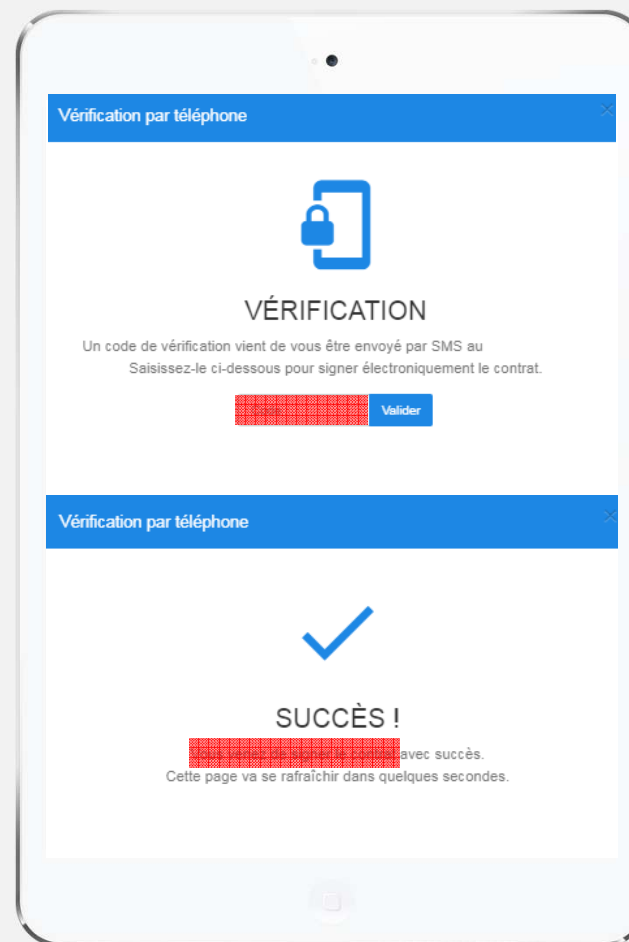 Vérification par téléphone
VÉRIFICATION
Un code de vérification vient de vous être envoyé par SMS au
Saisissez-le ci-dessous pour signer électroniquement le contrat.
Valider
Vérification par téléphone
SUCCÈS !
avec succès.
Cette page va se rafraîchir dans quelques secondes.